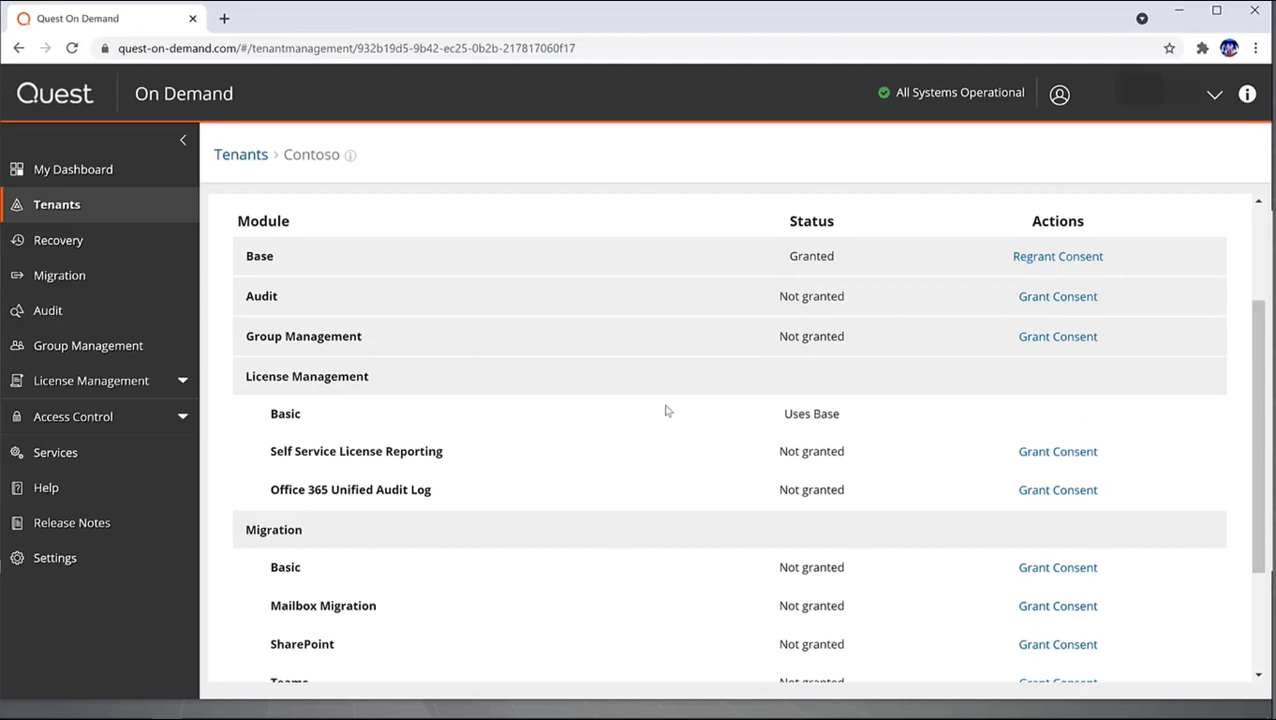 Quest On Demand
quest-on-demand.com/#/tenantmanagement/932b19d5-9b42-ec25-0b2b-217817060f17
Quest On Demand All Systems Operational
My Dashboard
Tenants
Recovery
Migration
Audit
Group Management
License Management
Access Control
Services
Help
Release Notes
Settings
Tenants › Contoso
Module Status Actions
Base Granted Regrant Consent
Audit Not granted Grant Consent
Group Management Not granted Grant Consent
License Management
Basic Uses Base
Self Service License Reporting Not granted Grant Consent
Office 365 Unified Audit Log Not granted Grant Consent
Migration
Basic Not granted Grant Consent
Mailbox Migration Not granted Grant Consent
SharePoint Not granted Grant Consent
Teams Not granted Grant Consent